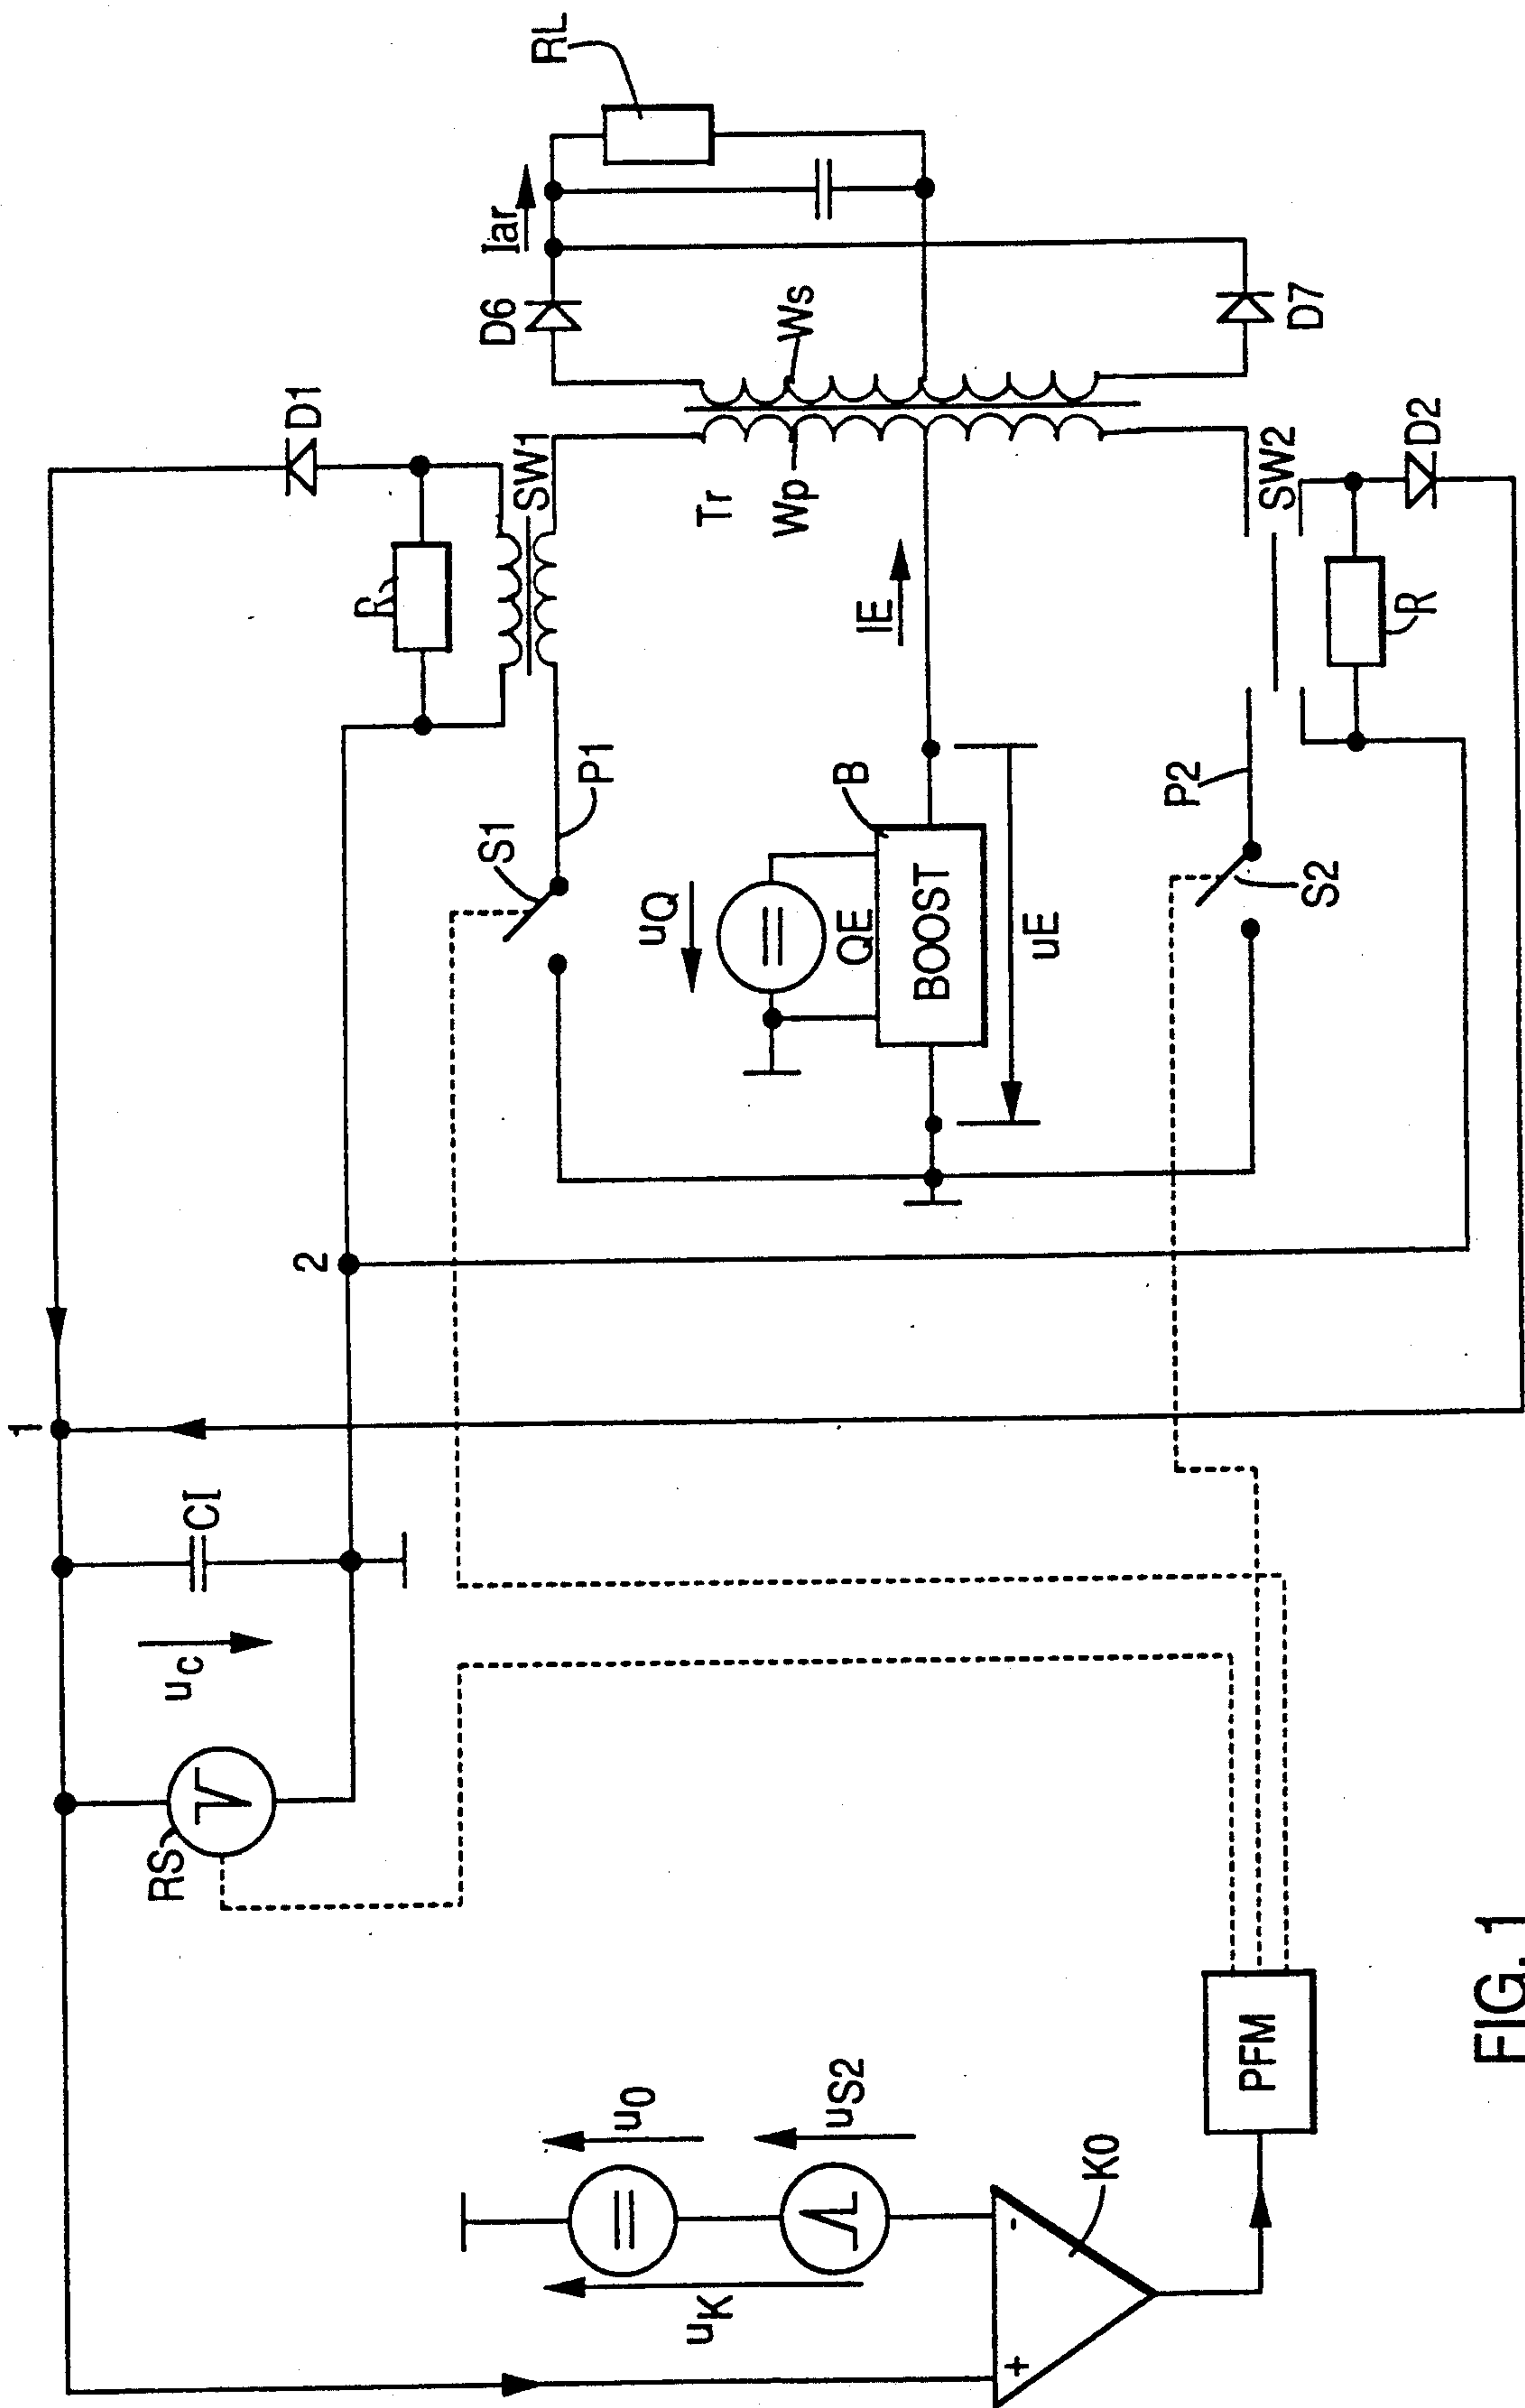 RL
Iar
D6
Ws
D7
D1
SW1
R
Tr
Wp
SW2
D2
IE
R
P1
S1
B
P2
uQ
QE
BOOST
uE
S2
2
1
CI
uC
RS
u0
uS2
uK
K0
-
+
PFM
FIG. 1